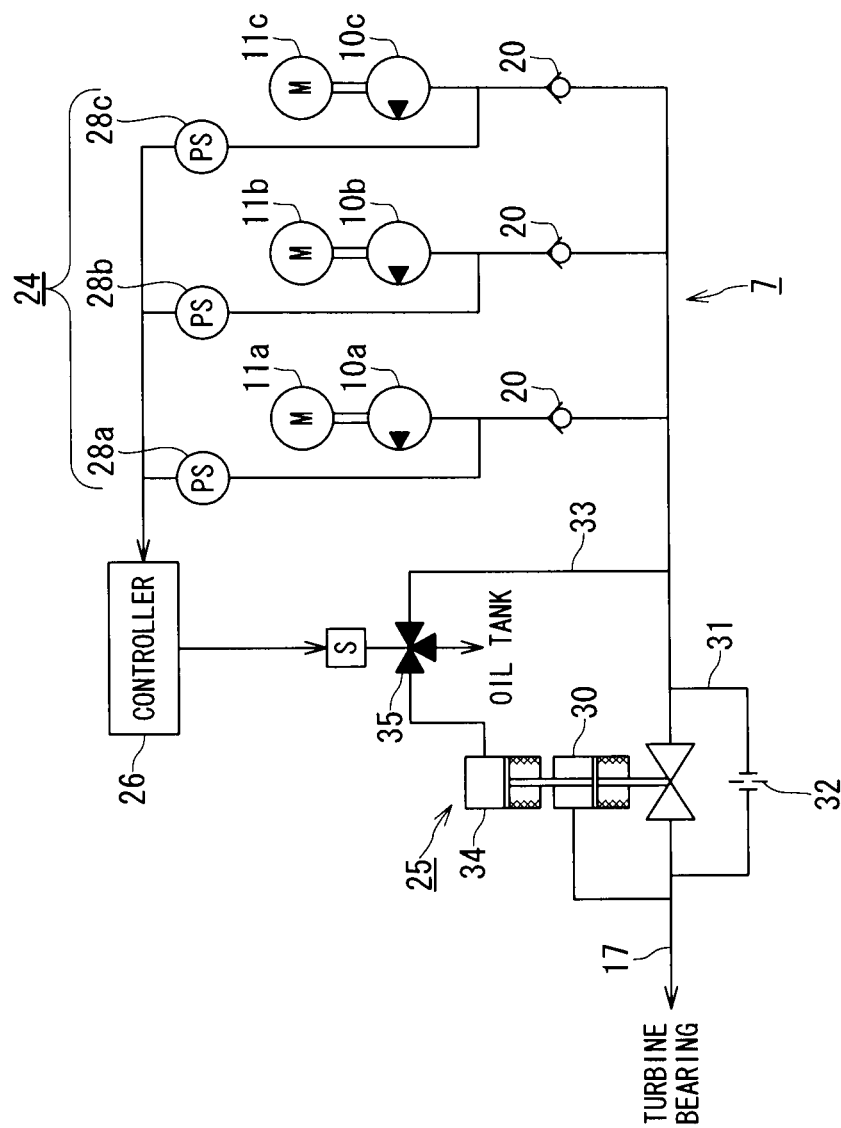 24
28a 28b 28c
26
CONTROLLER
PS PS PS
11a 11b 11c
M M M
S
10a 10b 10c
35
25
34
OIL TANK
20 20 20
30
33
17
TURBINE
BEARING
31
7
32